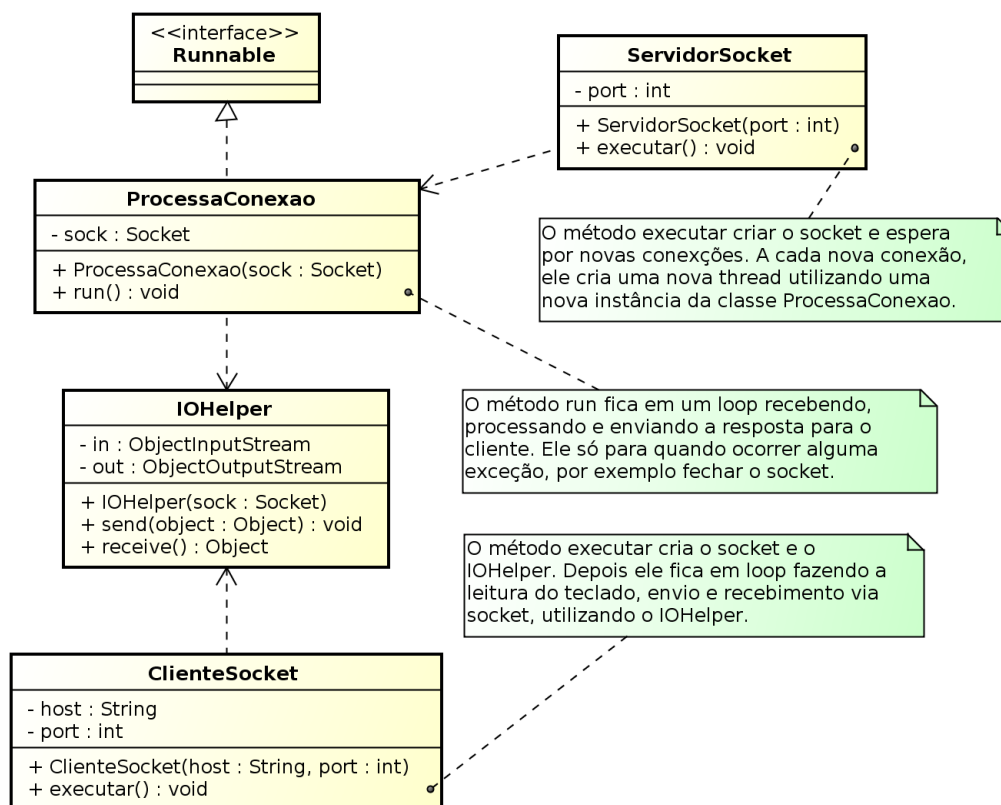 <<interface>>
Runnable
ServidorSocket
- port : int
+ ServidorSocket(port : int)
+ executar() : void
ProcessaConexao
- sock : Socket
+ ProcessaConexao(sock : Socket)
+ run() : void
O método executar criar o socket e espera
por novas conexções. A cada nova conexão,
ele cria uma nova thread utilizando uma
nova instância da classe ProcessaConexao.
IOHelper
- in : ObjectInputStream
- out : ObjectOutputStream
+ IOHelper(sock : Socket)
+ send(object : Object) : void
+ receive() : Object
O método run fica em um loop recebendo,
processando e enviando a resposta para o
cliente. Ele só para quando ocorrer alguma
exceção, por exemplo fechar o socket.
O método executar cria o socket e o
IOHelper. Depois ele fica em loop fazendo a
leitura do teclado, envio e recebimento via
socket, utilizando o IOHelper.
ClienteSocket
- host : String
- port : int
+ ClienteSocket(host : String, port : int)
+ executar() : void